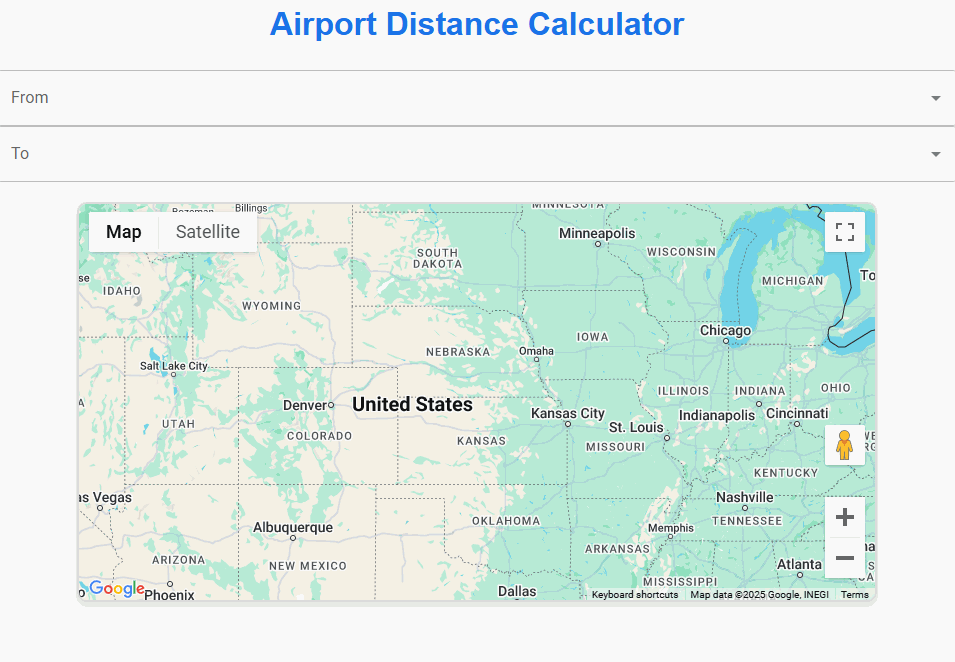 Airport Distance Calculator
From
To
Map Satellite
Billings
MINNESOTA
Minneapolis
WISCONSIN
SOUTH
DAKOTA
MICHIGAN
IDAHO
WYOMING
Chicago
IOWA
NEBRASKA
Omaha
Salt Lake City
ILLINOIS
INDIANA
OHIO
Denver
United States
Kansas City
Indianapolis
Cincinnati
UTAH
St. Louis
COLORADO
KANSAS
MISSOURI
KENTUCKY
as Vegas
Nashville
OKLAHOMA
TENNESSEE
Albuquerque
Memphis
ARKANSAS
ARIZONA
NEW MEXICO
Atlanta
MISSISSIPPI
Google
Phoenix
Dallas
Keyboard shortcuts
Map data ©2025 Google, INEGI
Terms